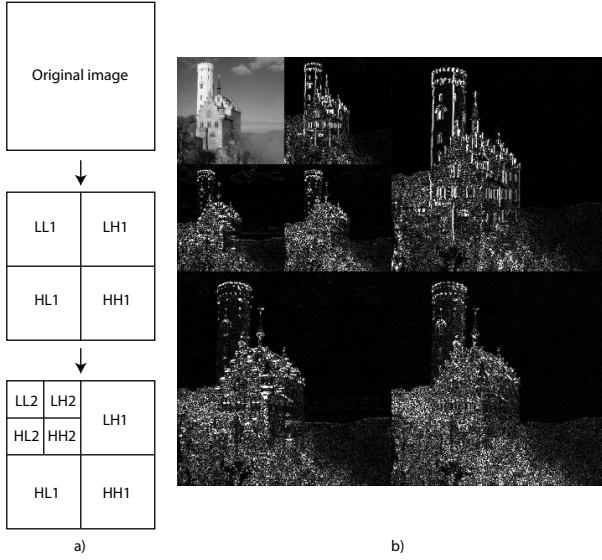 Original image
LL1 LH1
HL1 HH1
LL2 LH2
LH1
HL2 HH2
HL1 HH1
a) b)